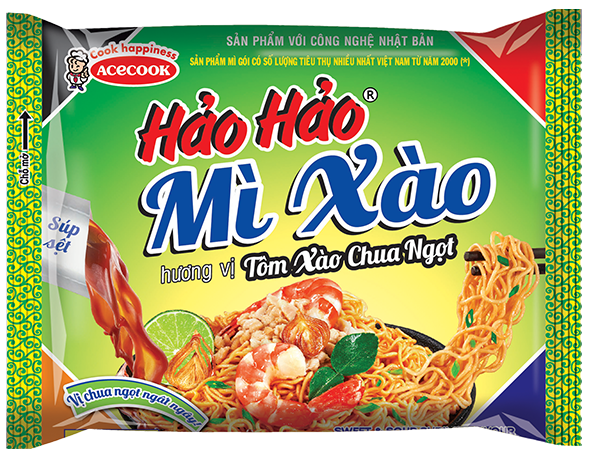 Cook happiness
ACECOOK
SẢN PHẨM VỚI CÔNG NGHỆ NHẬT BẢN
SẢN PHẨM MÌ GÓI CÓ SỐ LƯỢNG TIÊU THỤ NHIỀU NHẤT VIỆT NAM TỪ NĂM 2000 (*)
Hảo Hảo®
Mì Xào
hương vị Tôm Xào Chua Ngọt
Chỗ mở
Súp sệt
Vị chua ngọt ngất ngây!
SWEET & SOUR